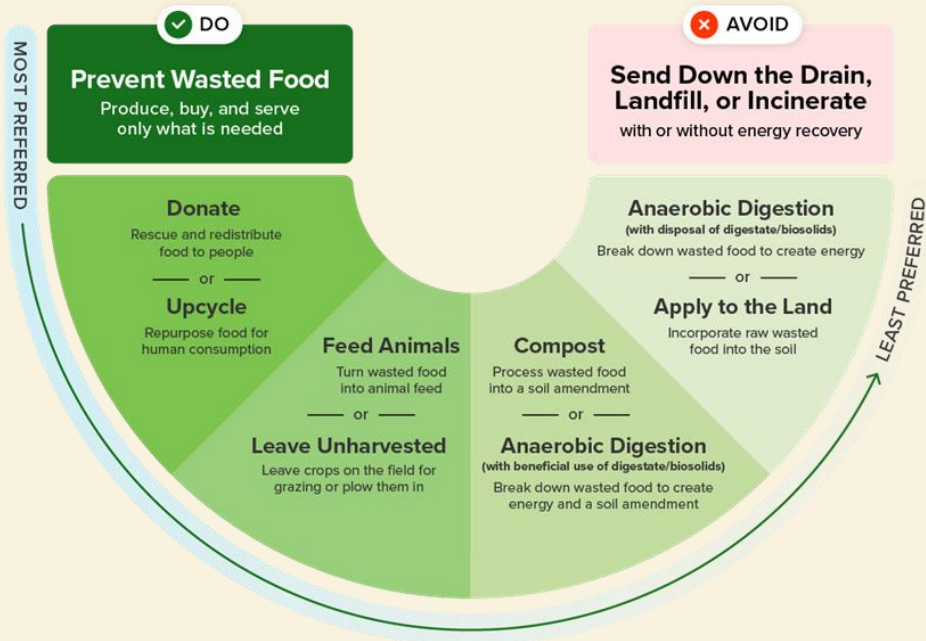 DO
Prevent Wasted Food
Produce, buy, and serve
only what is needed
AVOID
Send Down the Drain,
Landfill, or Incinerate
with or without energy recovery
MOST PREFERRED
Donate
Rescue and redistribute
food to people
or
Upcycle
Repurpose food for
human consumption
Feed Animals
Turn wasted food
into animal feed
or
Leave Unharvested
Leave crops on the field for
grazing or plow them in
Compost
Process wasted food
into a soil amendment
or
Anaerobic Digestion
(with beneficial use of digestate/biosolids)
Break down wasted food to create
energy and a soil amendment
Anaerobic Digestion
(with disposal of digestate/biosolids)
Break down wasted food to create energy
or
Apply to the Land
Incorporate raw wasted
food into the soil
LEAST PREFERRED